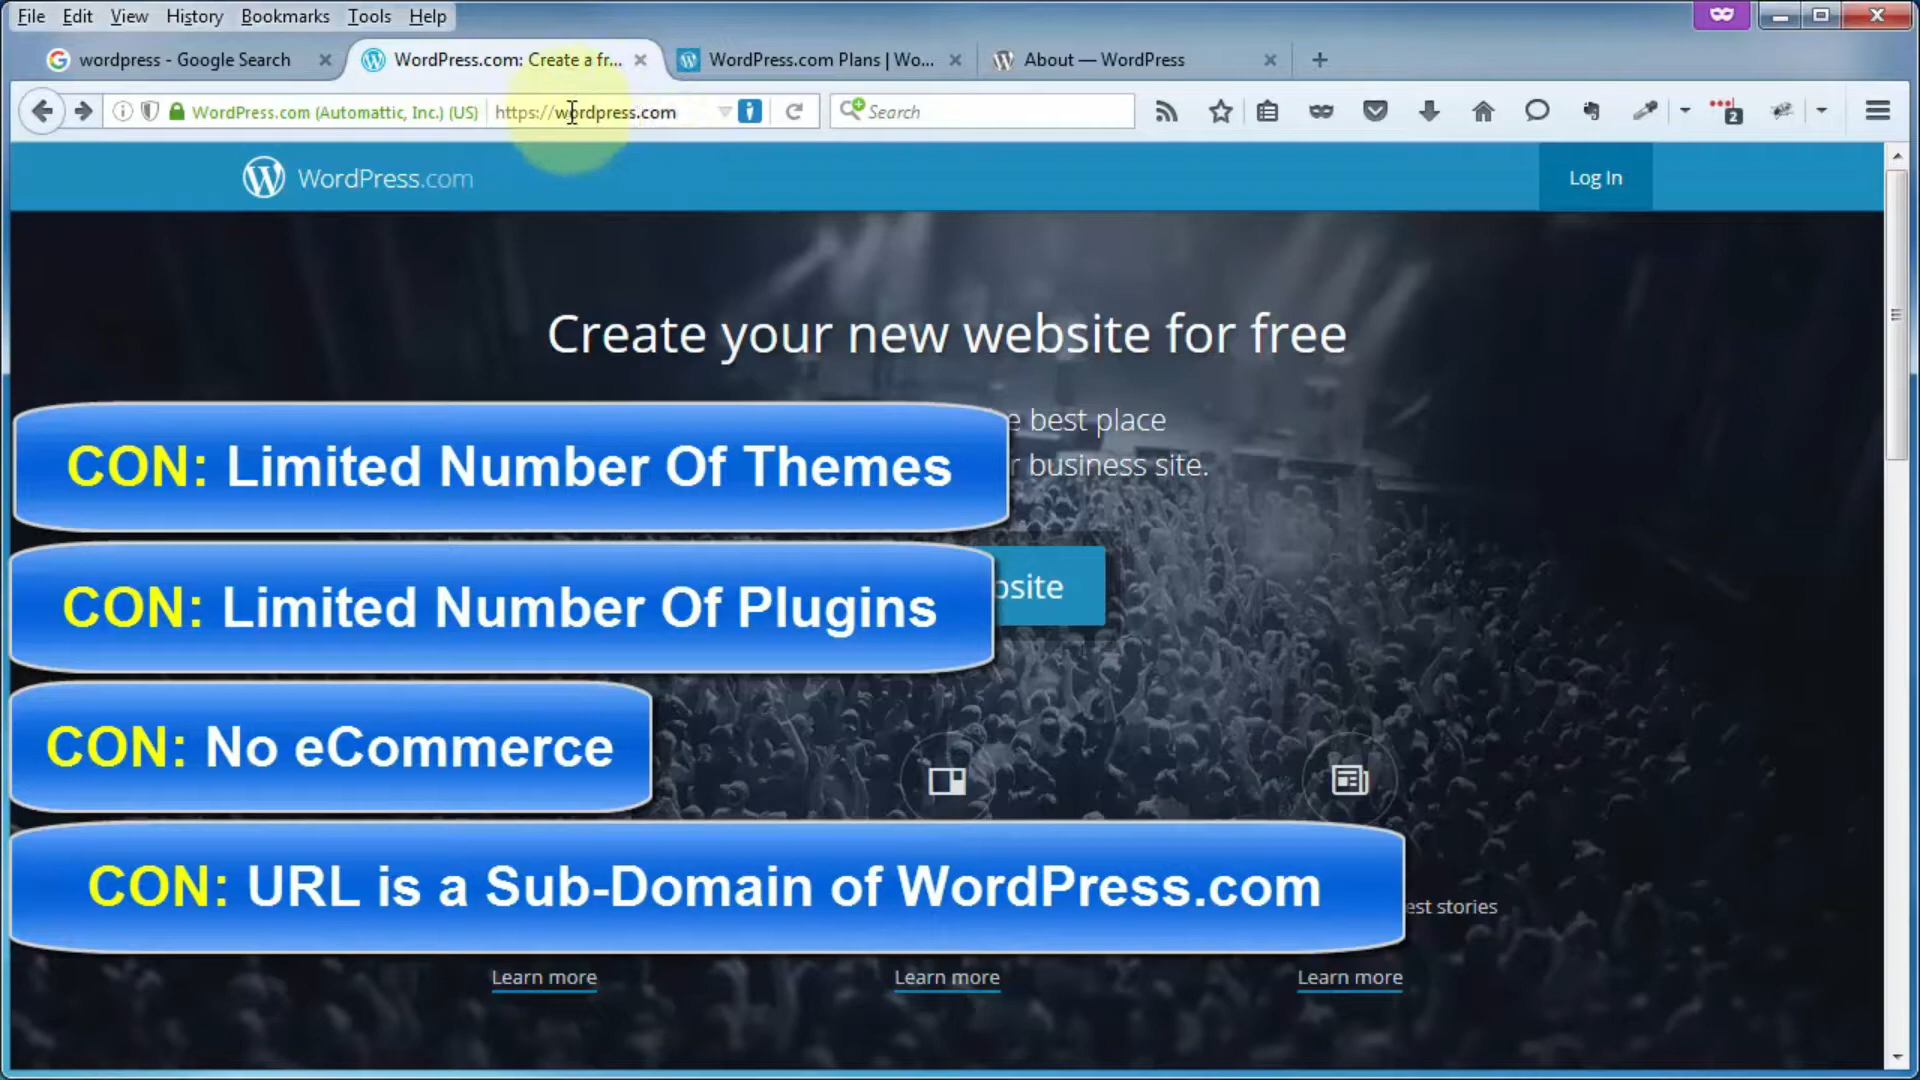 File Edit View History Bookmarks Tools Help
wordpress - Google Search
WordPress.com: Create a fr...
WordPress.com Plans | Wo...
About — WordPress
WordPress.com (Automattic, Inc.) (US)
https://wordpress.com
Search
2
WordPress.com
Log In
Create your new website for free
best place
business site.
CON: Limited Number Of Themes
CON: Limited Number Of Plugins
CON: No eCommerce
CON: URL is a Sub-Domain of WordPress.com
stories
Learn more
Learn more
Learn more